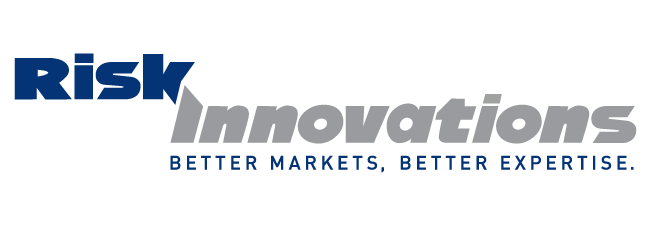 Risk
Innovations
BETTER MARKETS, BETTER EXPERTISE.